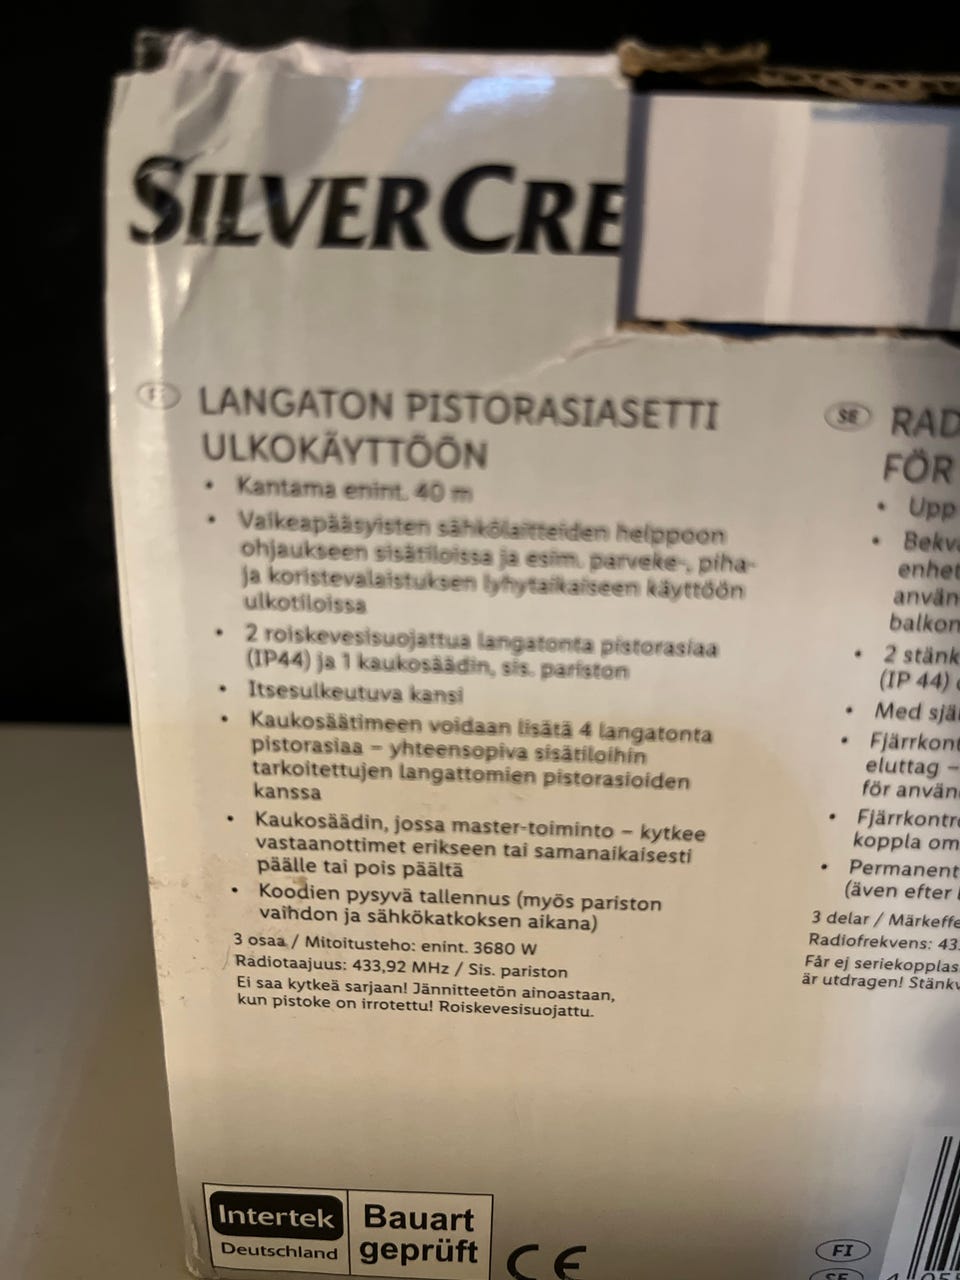 SILVERCRE
FI LANGATON PISTORASIASETTI
ULKOKÄYTTÖÖN
• Kantama enint. 40 m
• Vaikeapääsyisten sähkölaitteiden helppoon
ohjaukseen sisätiloissa ja esim. parveke-, piha-
ja koristevalaistuksen lyhytaikaiseen käyttöön
ulkotiloissa
• 2 roiskevesisuojattua langatonta pistorasiaa
(IP44) ja 1 kaukosäädin, sis. pariston
• Itsesulkeutuva kansi
• Kaukosäätimeen voidaan lisätä 4 langatonta
pistorasiaa – yhteensopiva sisätiloihin
tarkoitettujen langattomien pistorasioiden
kanssa
• Kaukosäädin, jossa master-toiminto – kytkee
vastaanottimet erikseen tai samanaikaisesti
päälle tai pois päältä
• Koodien pysyvä tallennus (myös pariston
vaihdon ja sähkökatkoksen aikana)
3 osaa / Mitoitusteho: enint. 3680 W
Radiotaajuus: 433,92 MHz / Sis. pariston
Ei saa kytkeä sarjaan! Jännitteetön ainoastaan,
kun pistoke on irrotettu! Roiskevesisuojattu.
SE RAD
FÖR
• Upp
• Bekv
enhet
använ
balkon
• 2 stänk
(IP 44)
• Med sjä
• Fjärrkont
eluttag –
för använ
• Fjärrkontr
koppla om
• Permanent
(även efter
3 delar / Märkeffe
Radiofrekvens: 43
Får ej seriekopplas
är utdragen! Stänkv
Intertek
Deutschland
Bauart
geprüft
CE
FI
SE